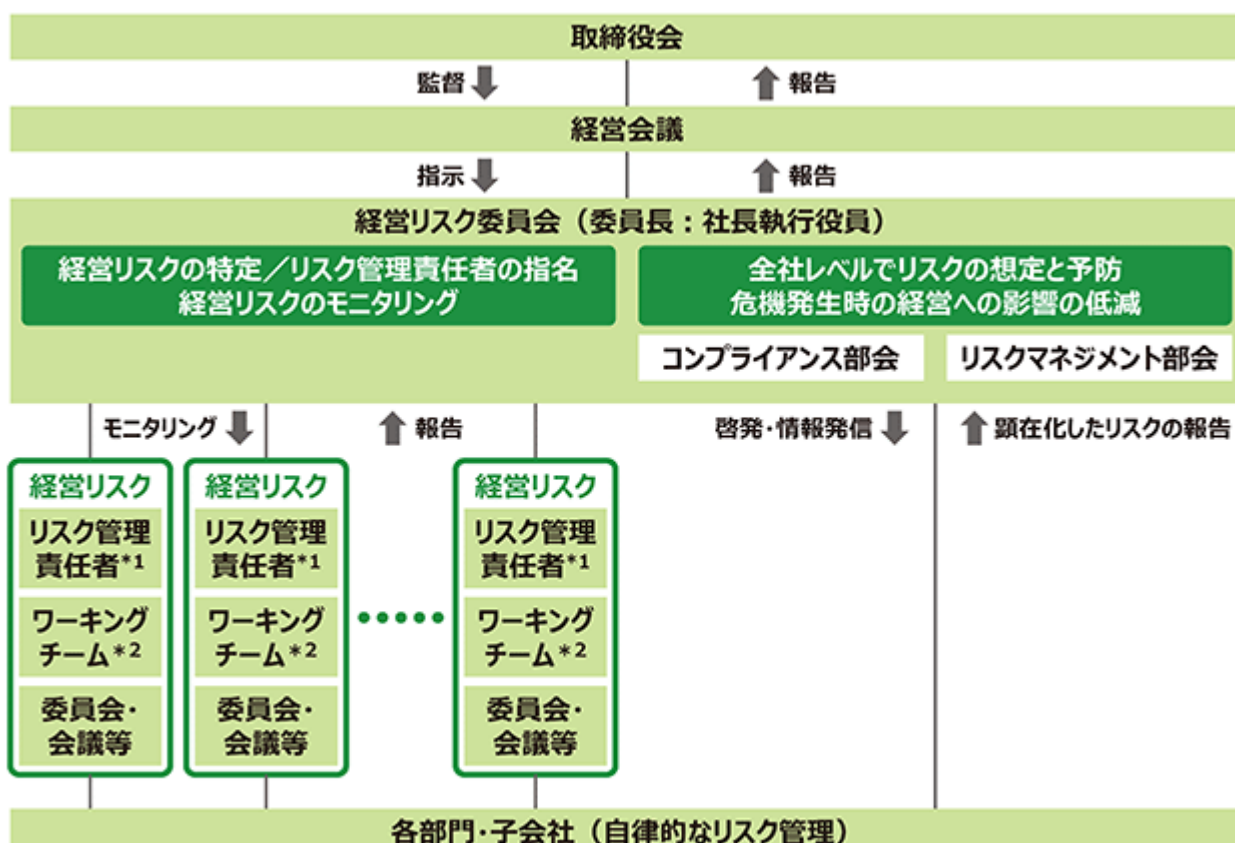 取締役会
監督
報告
経営会議
指示
報告
経営リスク委員会（委員長：社長執行役員）
経営リスクの特定／リスク管理責任者の指名
経営リスクのモニタリング
全社レベルでリスクの想定と予防
危機発生時の経営への影響の低減
コンプライアンス部会
リスクマネジメント部会
モニタリング
報告
啓発・情報発信
顕在化したリスクの報告
経営リスク
リスク管理
責任者*1
ワーキング
チーム*2
委員会・
会議等
経営リスク
リスク管理
責任者*1
ワーキング
チーム*2
委員会・
会議等
経営リスク
リスク管理
責任者*1
ワーキング
チーム*2
委員会・
会議等
各部門・子会社（自律的なリスク管理）